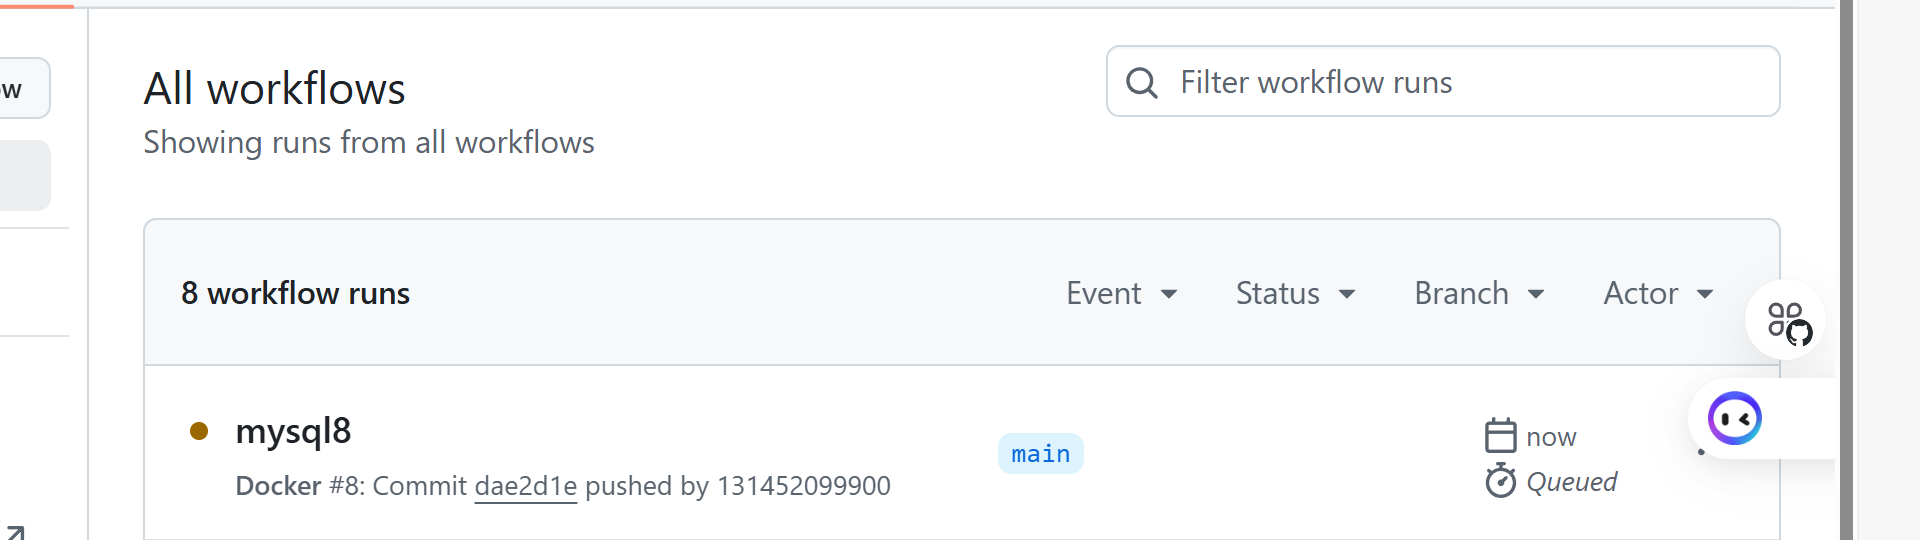 ow
All workflows
Showing runs from all workflows
Filter workflow runs
8 workflow runs
Event
Status
Branch
Actor
mysql8
Docker #8: Commit dae2d1e pushed by 131452099900
main
now
Queued